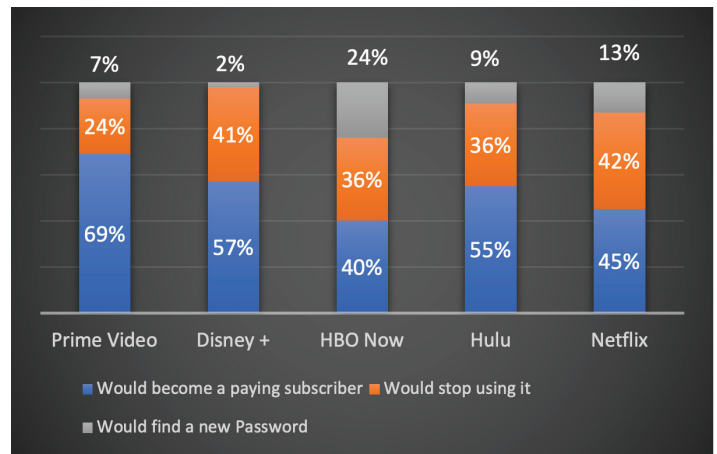 7% 2% 24% 9% 13%
24% 41% 36% 36% 42%
69% 57% 40% 55% 45%
Prime Video Disney + HBO Now Hulu Netflix
Would become a paying subscriber Would stop using it
Would find a new Password